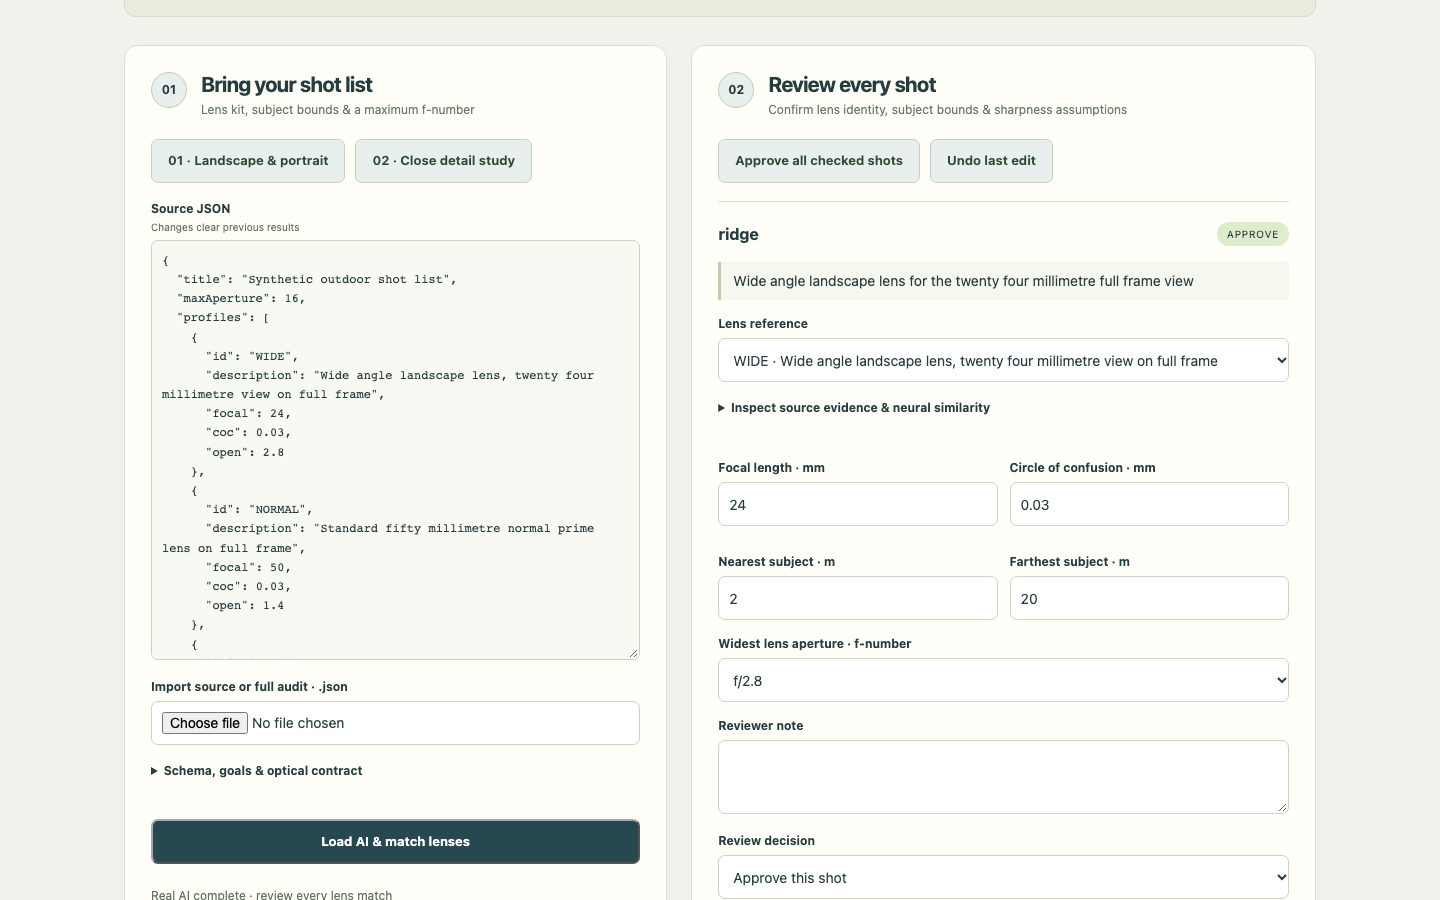 01
Bring your shot list
Lens kit, subject bounds & a maximum f-number
01 · Landscape & portrait
02 · Close detail study
Source JSON
Changes clear previous results
{
"title": "Synthetic outdoor shot list",
"maxAperture": 16,
"profiles": [
{
"id": "WIDE",
"description": "Wide angle landscape lens, twenty four
millimetre view on full frame",
"focal": 24,
"coc": 0.03,
"open": 2.8
},
{
"id": "NORMAL",
"description": "Standard fifty millimetre normal prime
lens on full frame",
"focal": 50,
"coc": 0.03,
"open": 1.4
},
{
Import source or full audit · .json
Choose file No file chosen
▶ Schema, goals & optical contract
Load AI & match lenses
Real AI complete · review every lens match
02
Review every shot
Confirm lens identity, subject bounds & sharpness assumptions
Approve all checked shots
Undo last edit
ridge
APPROVE
Wide angle landscape lens for the twenty four millimetre full frame view
Lens reference
WIDE · Wide angle landscape lens, twenty four millimetre view on full frame
▶ Inspect source evidence & neural similarity
Focal length · mm
Circle of confusion · mm
24
0.03
Nearest subject · m
Farthest subject · m
2
20
Widest lens aperture · f-number
f/2.8
Reviewer note
Review decision
Approve this shot